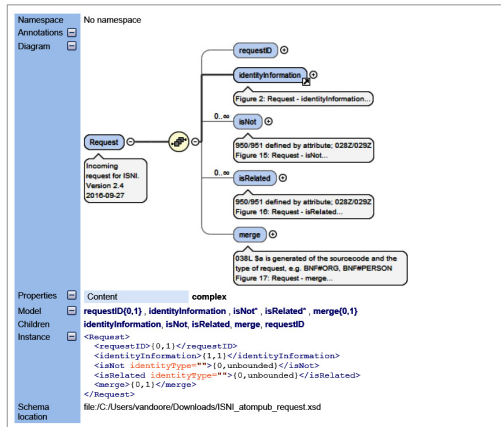 Namespace No namespace
Annotations
Diagram
requestID
identityInformation
Figure 2: Request - identityInformation...
0..∞
isNot
950/951 defined by attribute; 028Z/029Z
Figure 15: Request - isNot...
Request
Incoming
request for ISNI.
Version 2.4
2016-09-27
0..∞
isRelated
950/951 defined by attribute; 028Z/029Z
Figure 16: Request - isRelated...
merge
038L $a is generated of the sourcecode and the
type of request, e.g. BNF#ORG, BNF#PERSON
Figure 17: Request - merge...
Properties Content complex
Model requestID{0,1} , identityInformation , isNot* , isRelated* , merge{0,1}
Children identityInformation, isNot, isRelated, merge, requestID
Instance <Request>
<requestID>{0,1}</requestID>
<identityInformation>{1,1}</identityInformation>
<isNot identityType="">{0,unbounded}</isNot>
<isRelated identityType="">{0,unbounded}</isRelated>
<merge>{0,1}</merge>
</Request>
Schema file:/C:/Users/vandoore/Downloads/ISNI_atompub_request.xsd
location